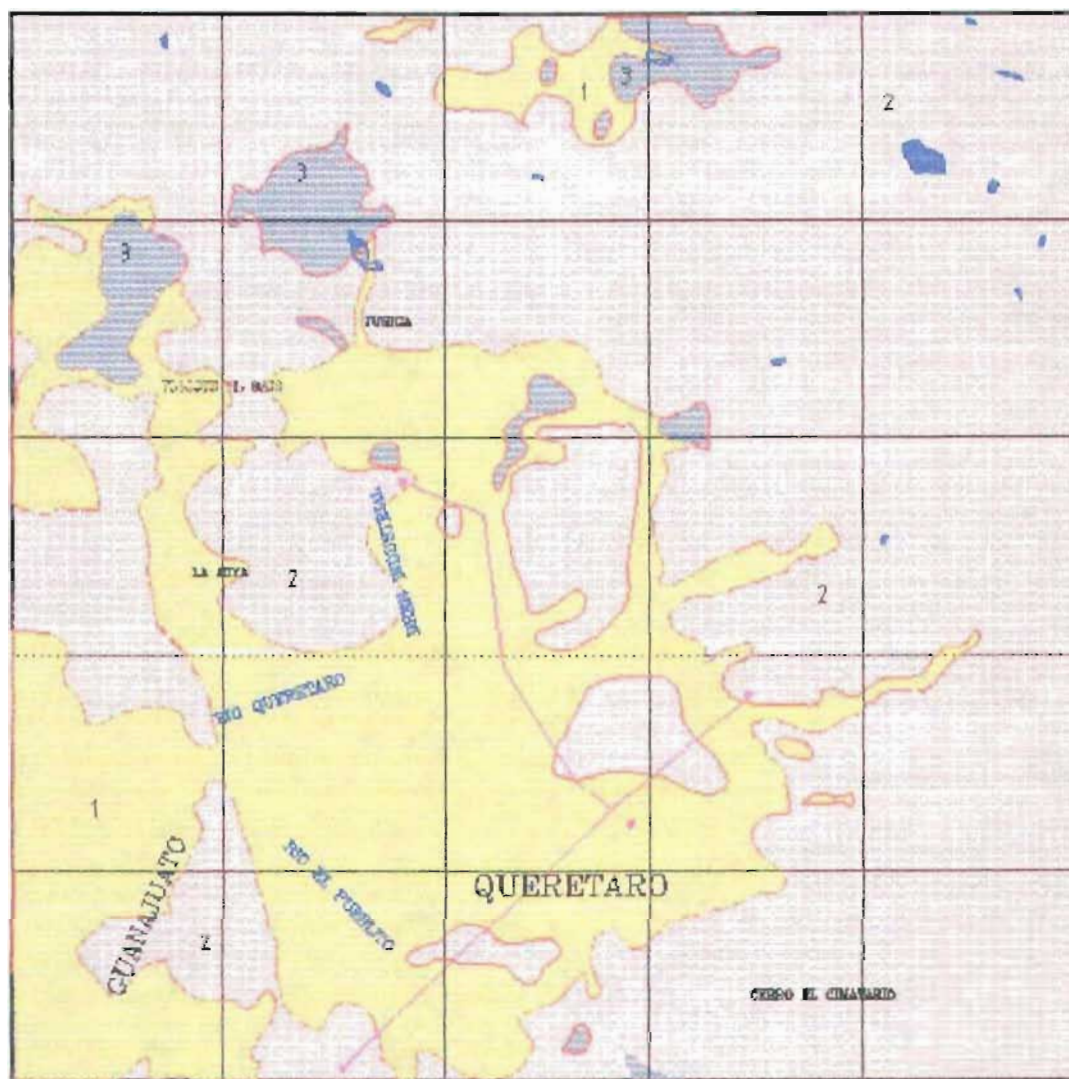 3
1
2
3
3
JURICA
LA
2
2
RIO QUERETARO
1
GUANAJUATO
RIO EL PUEBLITO
QUERETARO
2
CERRO EL CIMATARIO